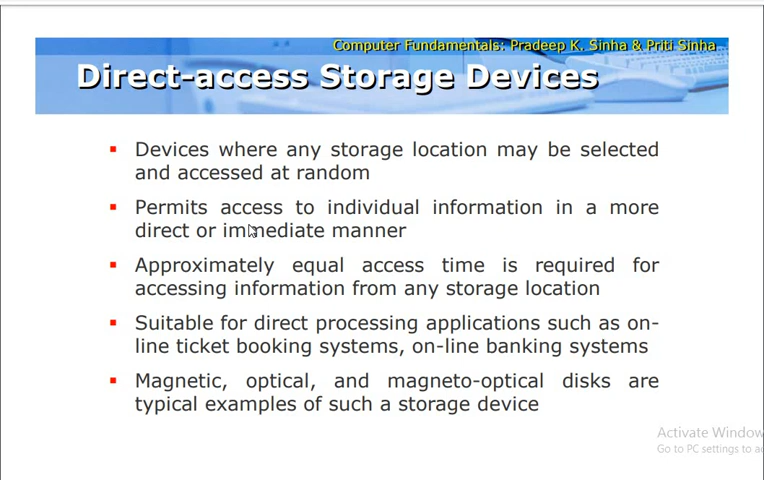 Computer Fundamentals: Pradeep K. Sinha & Priti Sinha
Direct-access Storage Devices
▪ Devices where any storage location may be selected
and accessed at random
▪ Permits access to individual information in a more
direct or immediate manner
▪ Approximately equal access time is required for
accessing information from any storage location
▪ Suitable for direct processing applications such as on-
line ticket booking systems, on-line banking systems
▪ Magnetic, optical, and magneto-optical disks are
typical examples of such a storage device
Activate Window
Go to PC settings to a